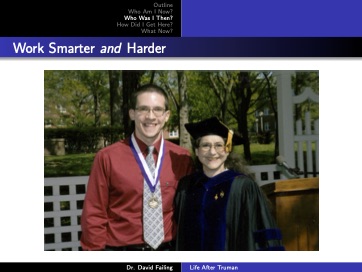 Outline
Who Am I Now?
Who Was I Then?
How Did I Get Here?
What Now?
Work Smarter and Harder
Dr. David Failing
Life After Truman